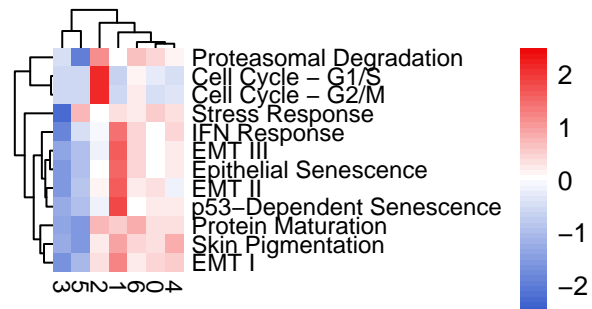 Proteasomal Degradation
Cell Cycle − G1/S
Cell Cycle − G2/M
Stress Response
IFN Response
EMT III
Epithelial Senescence
EMT II
p53−Dependent Senescence
Protein Maturation
Skin Pigmentation
EMT I
3 5 2 1 6 0 4
2
1
0
−1
−2